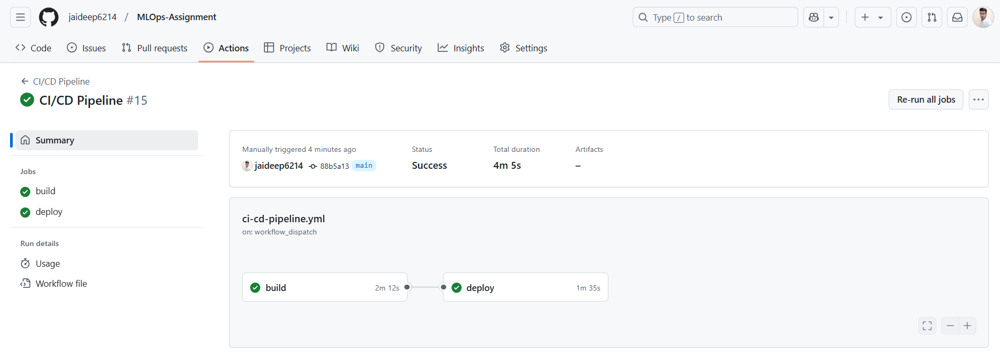 jaideep6214 / MLOps-Assignment
Type / to search
Code
Issues
Pull requests
Actions
Projects
Wiki
Security
Insights
Settings
CI/CD Pipeline
CI/CD Pipeline #15
Re-run all jobs
Summary
Jobs
build
deploy
Run details
Usage
Workflow file
Manually triggered 4 minutes ago
jaideep6214 88b5a13 main
Status
Success
Total duration
4m 5s
Artifacts
–
ci-cd-pipeline.yml
on: workflow_dispatch
build 2m 12s
deploy 1m 35s